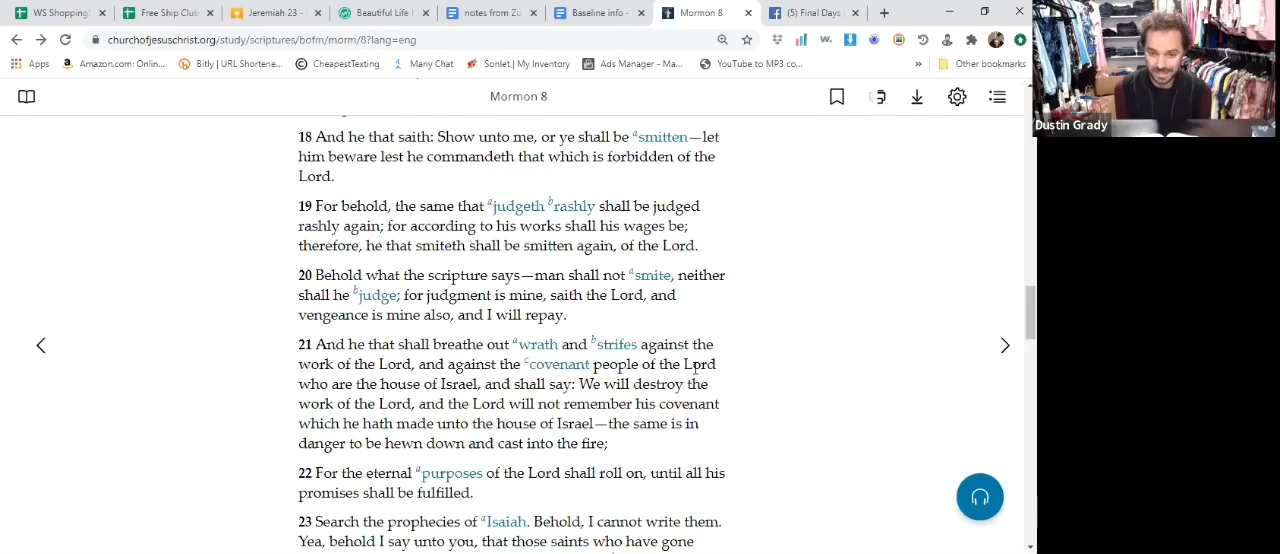 WS Shopping
Free Ship Club
Jeremiah 23 -
Beautiful Life
notes from Zo
Baseline info -
Mormon 8
(5) Final Days
churchofjesuschrist.org/study/scriptures/bofm/morm/8?lang=eng
Apps
Amazon.com: Onlin...
Bitly | URL Shortene...
CheapestTexting
Many Chat
Sonlet | My Inventory
Ads Manager - Ma...
YouTube to MP3 co...
»
Other bookmarks
Dustin Grady
Mormon 8
18 And he that saith: Show unto me, or ye shall be a smitten—let
him beware lest he commandeth that which is forbidden of the
Lord.
19 For behold, the same that a judgeth b rashly shall be judged
rashly again; for according to his works shall his wages be;
therefore, he that smiteth shall be smitten again, of the Lord.
20 Behold what the scripture says—man shall not a smite, neither
shall he b judge; for judgment is mine, saith the Lord, and
vengeance is mine also, and I will repay.
21 And he that shall breathe out a wrath and b strifes against the
work of the Lord, and against the c covenant people of the Lord
who are the house of Israel, and shall say: We will destroy the
work of the Lord, and the Lord will not remember his covenant
which he hath made unto the house of Israel—the same is in
danger to be hewn down and cast into the fire;
22 For the eternal a purposes of the Lord shall roll on, until all his
promises shall be fulfilled.
23 Search the prophecies of a Isaiah. Behold, I cannot write them.
Yea, behold I say unto you, that those saints who have gone